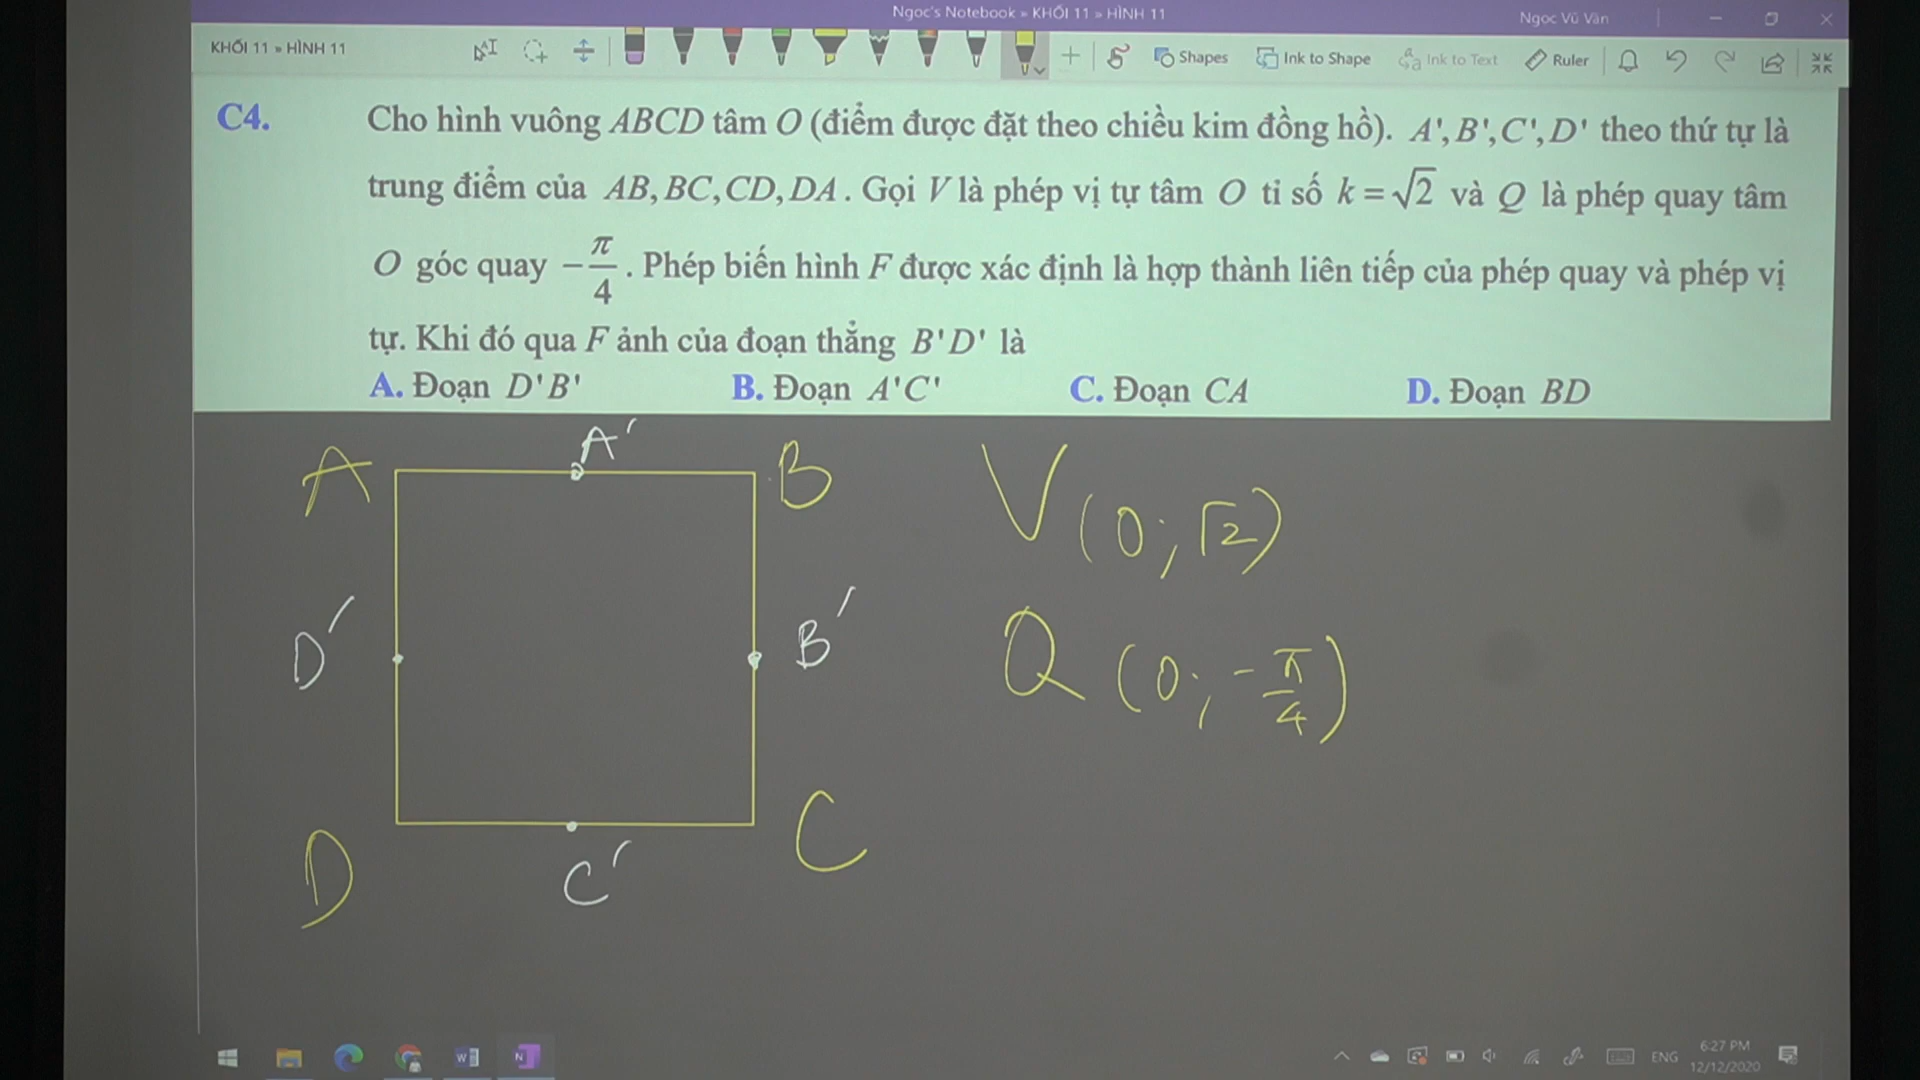 Ngoc's Notebook » KHỐI 11 » HÌNH 11
Ngoc Vũ Văn
KHỐI 11 » HÌNH 11
Shapes
Ink to Shape
Ink to Text
Ruler
C4. Cho hình vuông ABCD tâm O (điểm được đặt theo chiều kim đồng hồ). A', B', C', D' theo thứ tự là
trung điểm của AB, BC, CD, DA. Gọi V là phép vị tự tâm O tỉ số k = √2 và Q là phép quay tâm
O góc quay -π/4. Phép biến hình F được xác định là hợp thành liên tiếp của phép quay và phép vị
tự. Khi đó qua F ảnh của đoạn thẳng B'D' là
A. Đoạn D'B' B. Đoạn A'C' C. Đoạn CA D. Đoạn BD
A A' B
V(O; √2)
D' B'
Q(O; -π/4)
D C' C
ENG
6:27 PM
12/12/2020